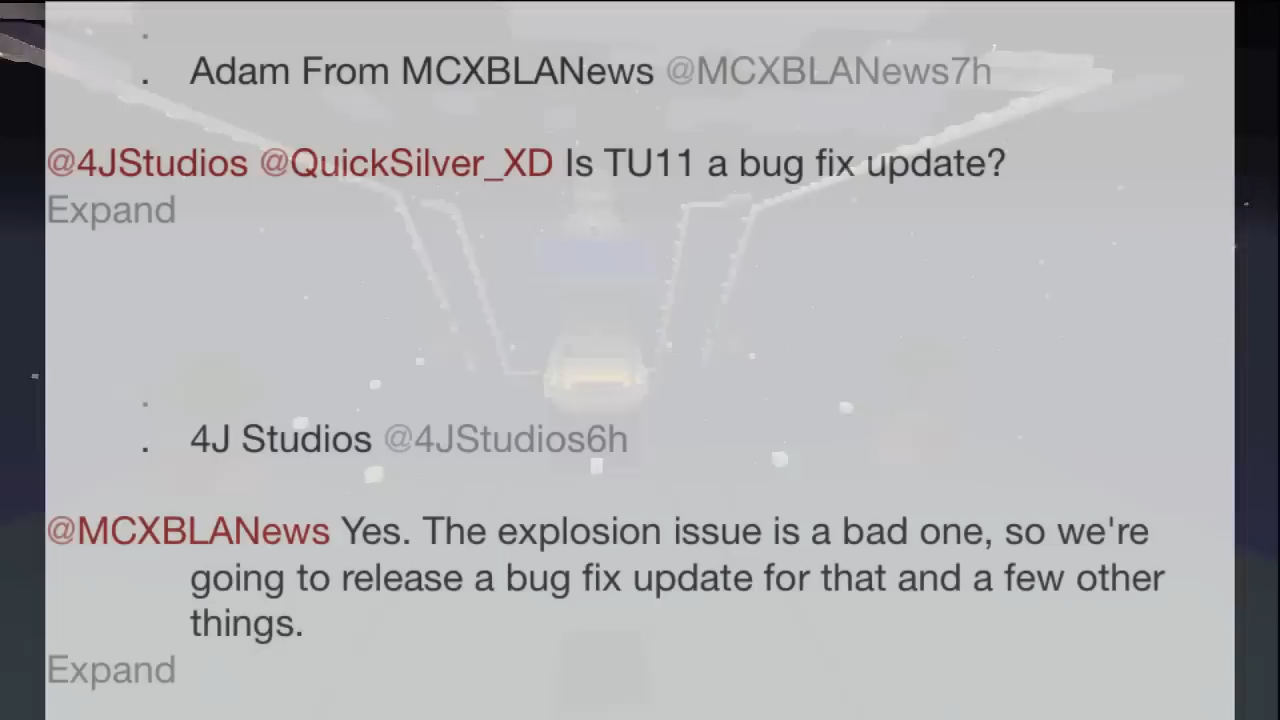 . Adam From MCXBLANews @MCXBLANews7h
@4JStudios @QuickSilver_XD Is TU11 a bug fix update?
Expand
. 4J Studios @4JStudios6h
@MCXBLANews Yes. The explosion issue is a bad one, so we're
going to release a bug fix update for that and a few other
things.
Expand